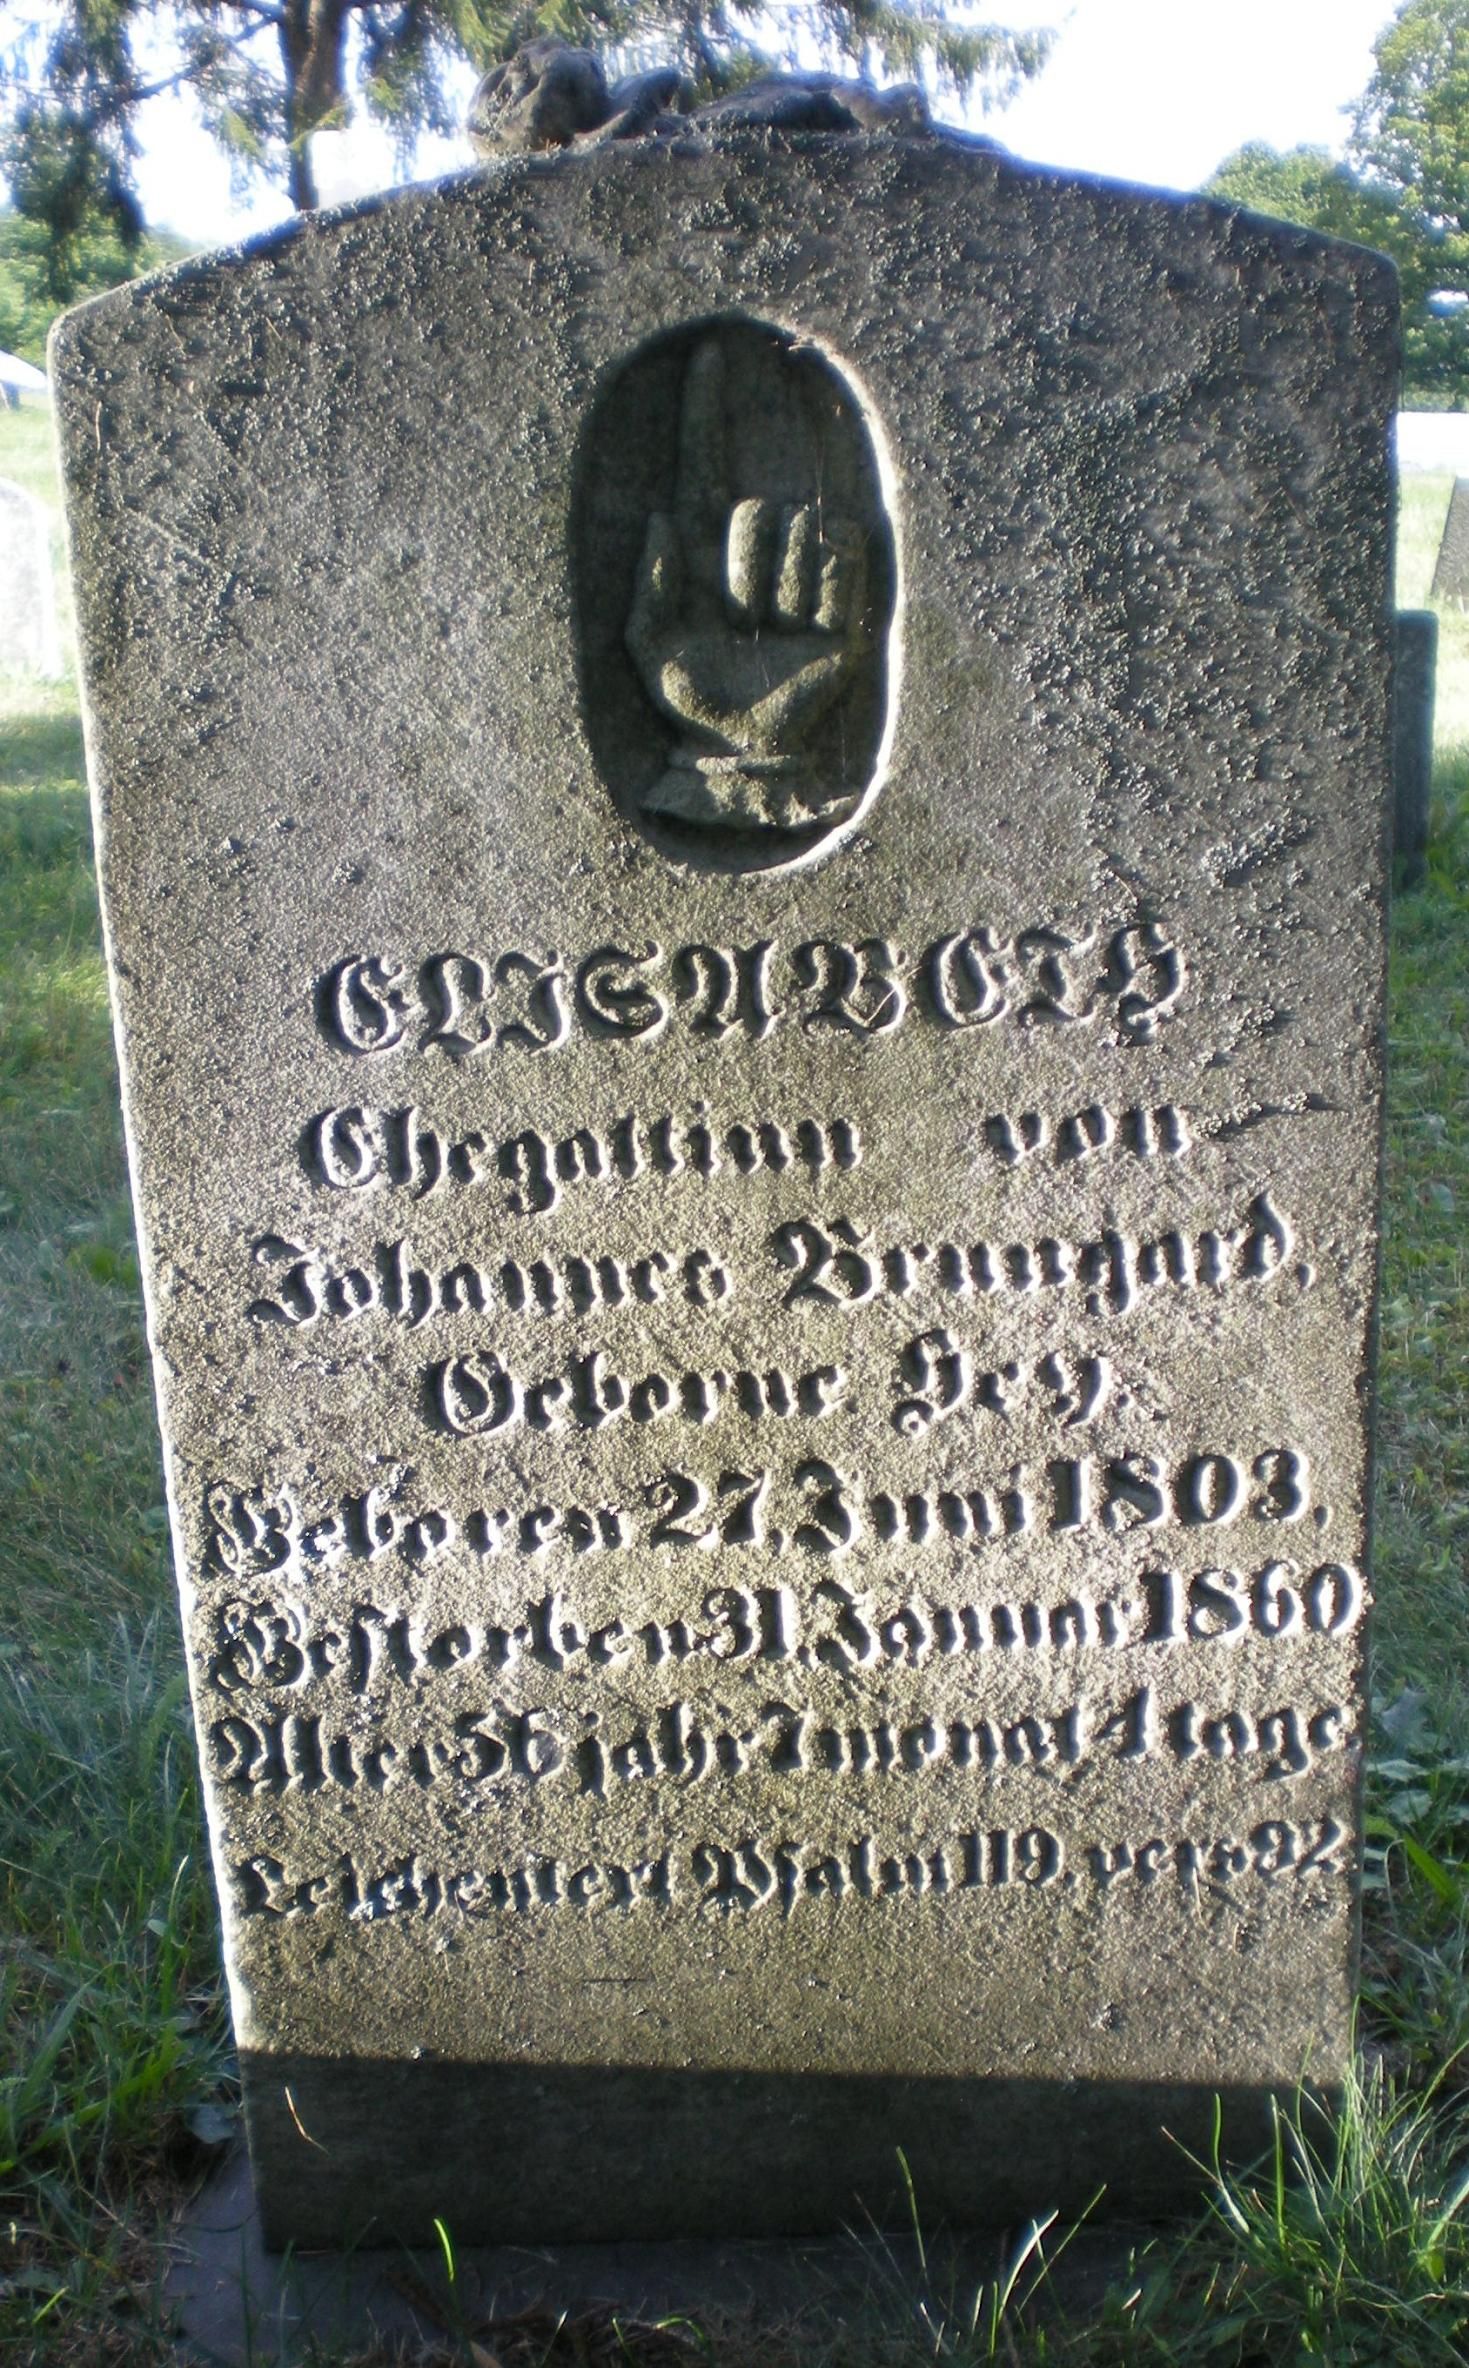 ELISABETH
Ehegattinn von
Johannes Brungard,
Geborne Hey.
Geboren 27, Juni 1803,
Gestorben 31, Januar 1860
Alter 56 jahr 7 monat 4 tage.
Leichentext Psalm 119, vers 92